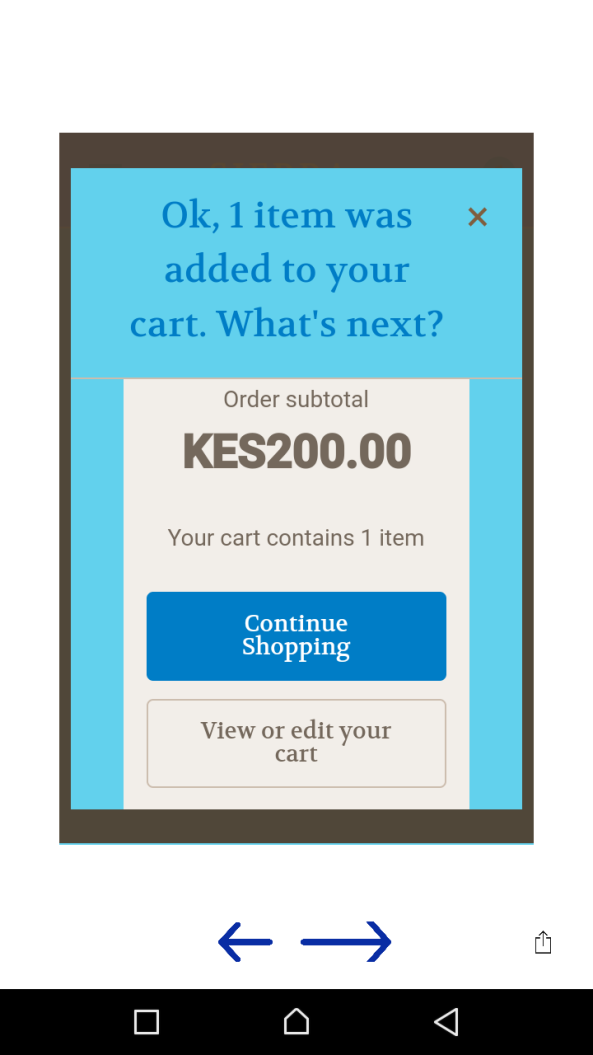 Ok, 1 item was
added to your
cart. What's next?
Order subtotal
KES200.00
Your cart contains 1 item
Continue
Shopping
View or edit your
cart